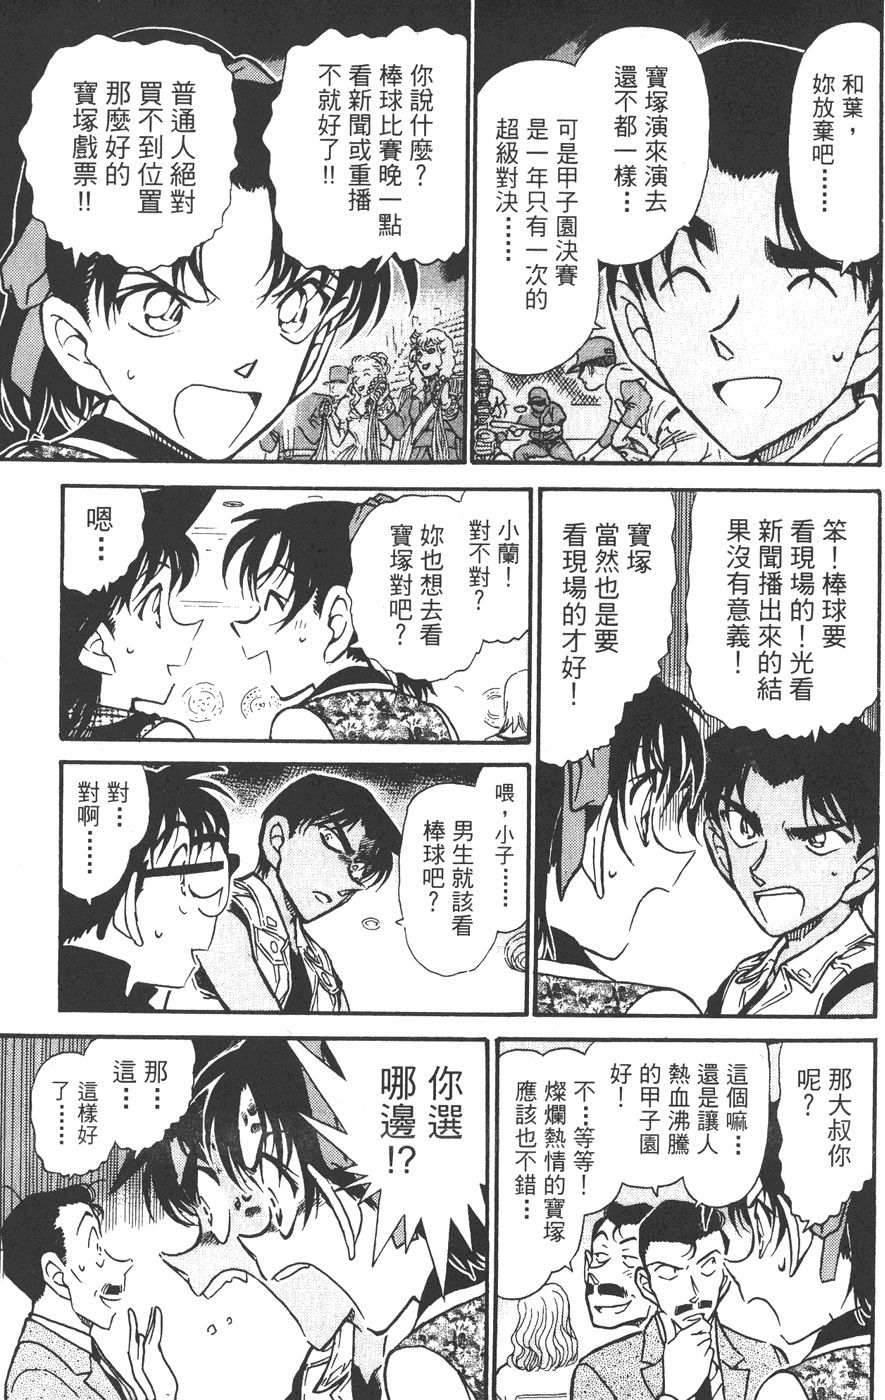 和葉，
妳放棄吧……
寶塚演來演去
還不都一樣…
可是甲子園決賽
是一年只有一次的
超級對決……
你說什麼？
棒球比賽晚一點
看新聞或重播
不就好了!!
普通人絕對
買不到位置
那麼好的
寶塚戲票!!
笨！棒球要
看現場的！光看
新聞播出來的結
果沒有意義！
寶塚
當然也是要
看現場的才好！
小蘭！
對不對？
妳也想去看
寶塚對吧？
嗯…
喂，小子……
男生就該看
棒球吧？
對…
對啊……
那大叔你
呢？
這個嘛…
還是讓人
熱血沸騰
的甲子園
好！
不…等等！
燦爛熱情的寶塚
應該也不錯…
你選
哪邊!?
那…
這…
這樣好
了……